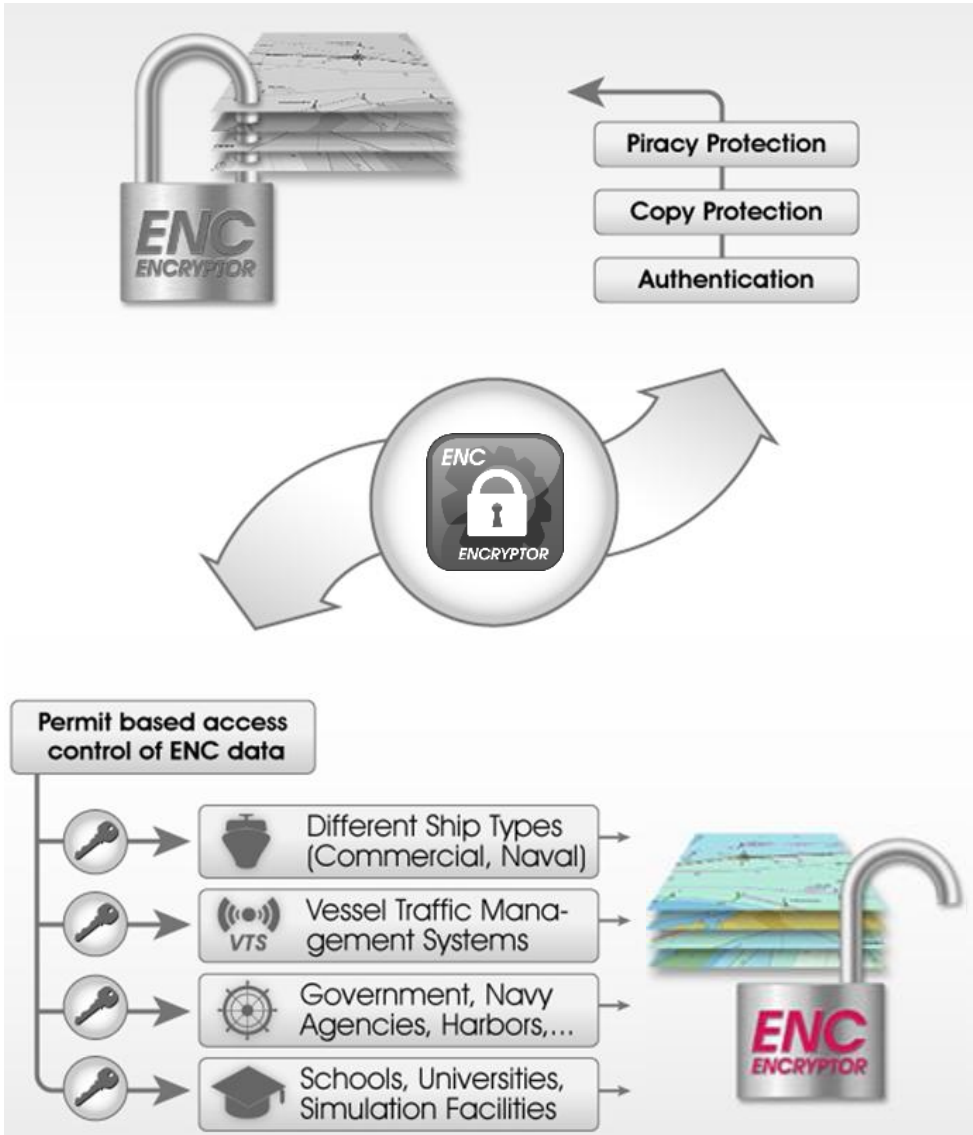 ENC
ENCRYPTOR
Piracy Protection
Copy Protection
Authentication
ENC
ENCRYPTOR
Permit based access
control of ENC data
Different Ship Types
(Commercial, Naval)
VTS
Vessel Traffic Mana-
gement Systems
Government, Navy
Agencies, Harbors,...
Schools, Universities,
Simulation Facilities
ENC
ENCRYPTOR